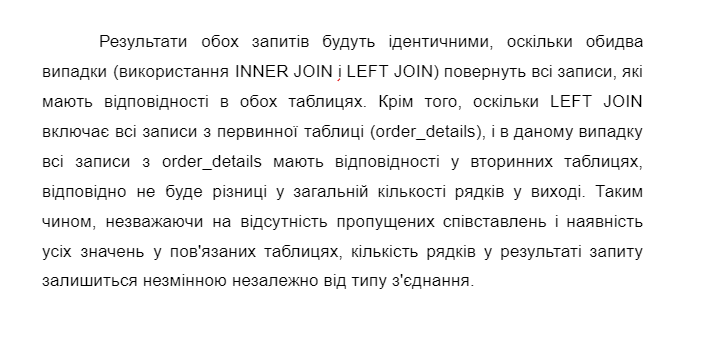 Результати обох запитів будуть ідентичними, оскільки обидва
випадки (використання INNER JOIN і LEFT JOIN) повернуть всі записи, які
мають відповідності в обох таблицях. Крім того, оскільки LEFT JOIN
включає всі записи з первинної таблиці (order_details), і в даному випадку
всі записи з order_details мають відповідності у вторинних таблицях,
відповідно не буде різниці у загальній кількості рядків у виході. Таким
чином, незважаючи на відсутність пропущених співставлень і наявність
усіх значень у пов'язаних таблицях, кількість рядків у результаті запиту
залишиться незмінною незалежно від типу з'єднання.